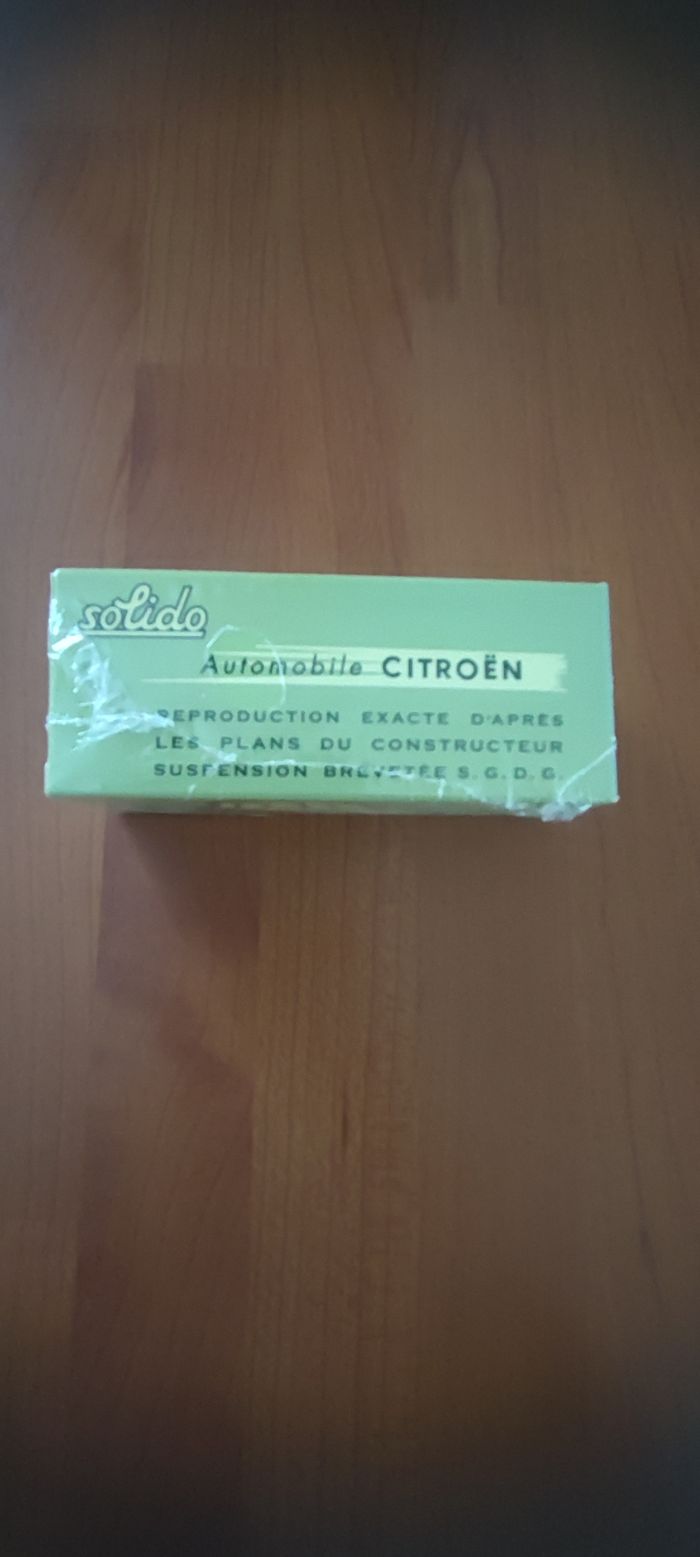 solido
Automobile CITROËN
REPRODUCTION EXACTE D'APRÈS
LES PLANS DU CONSTRUCTEUR
SUSPENSION BREVETÉE S.G.D.G.